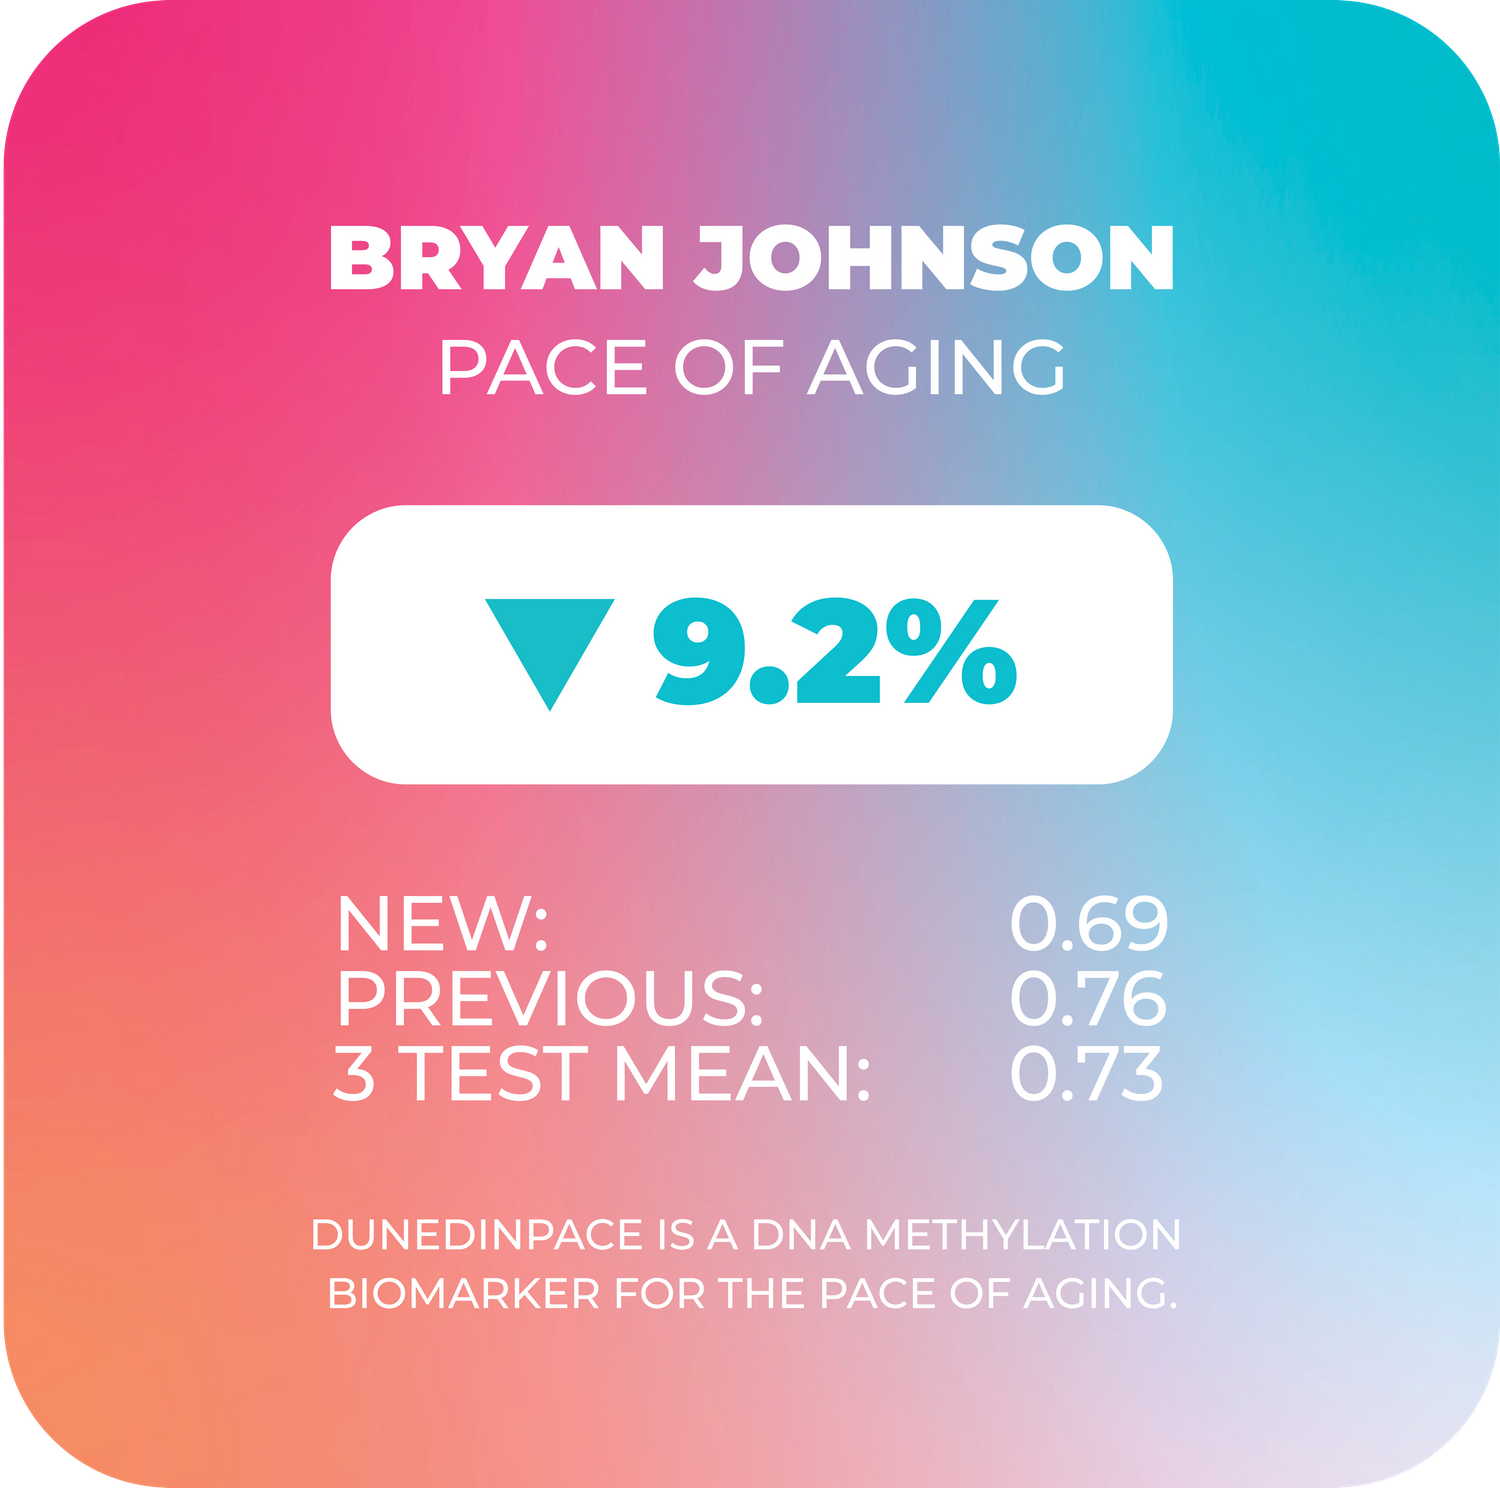 BRYAN JOHNSON
PACE OF AGING
▼ 9.2%
NEW: 0.69
PREVIOUS: 0.76
3 TEST MEAN: 0.73
DUNEDINPACE IS A DNA METHYLATION
BIOMARKER FOR THE PACE OF AGING.